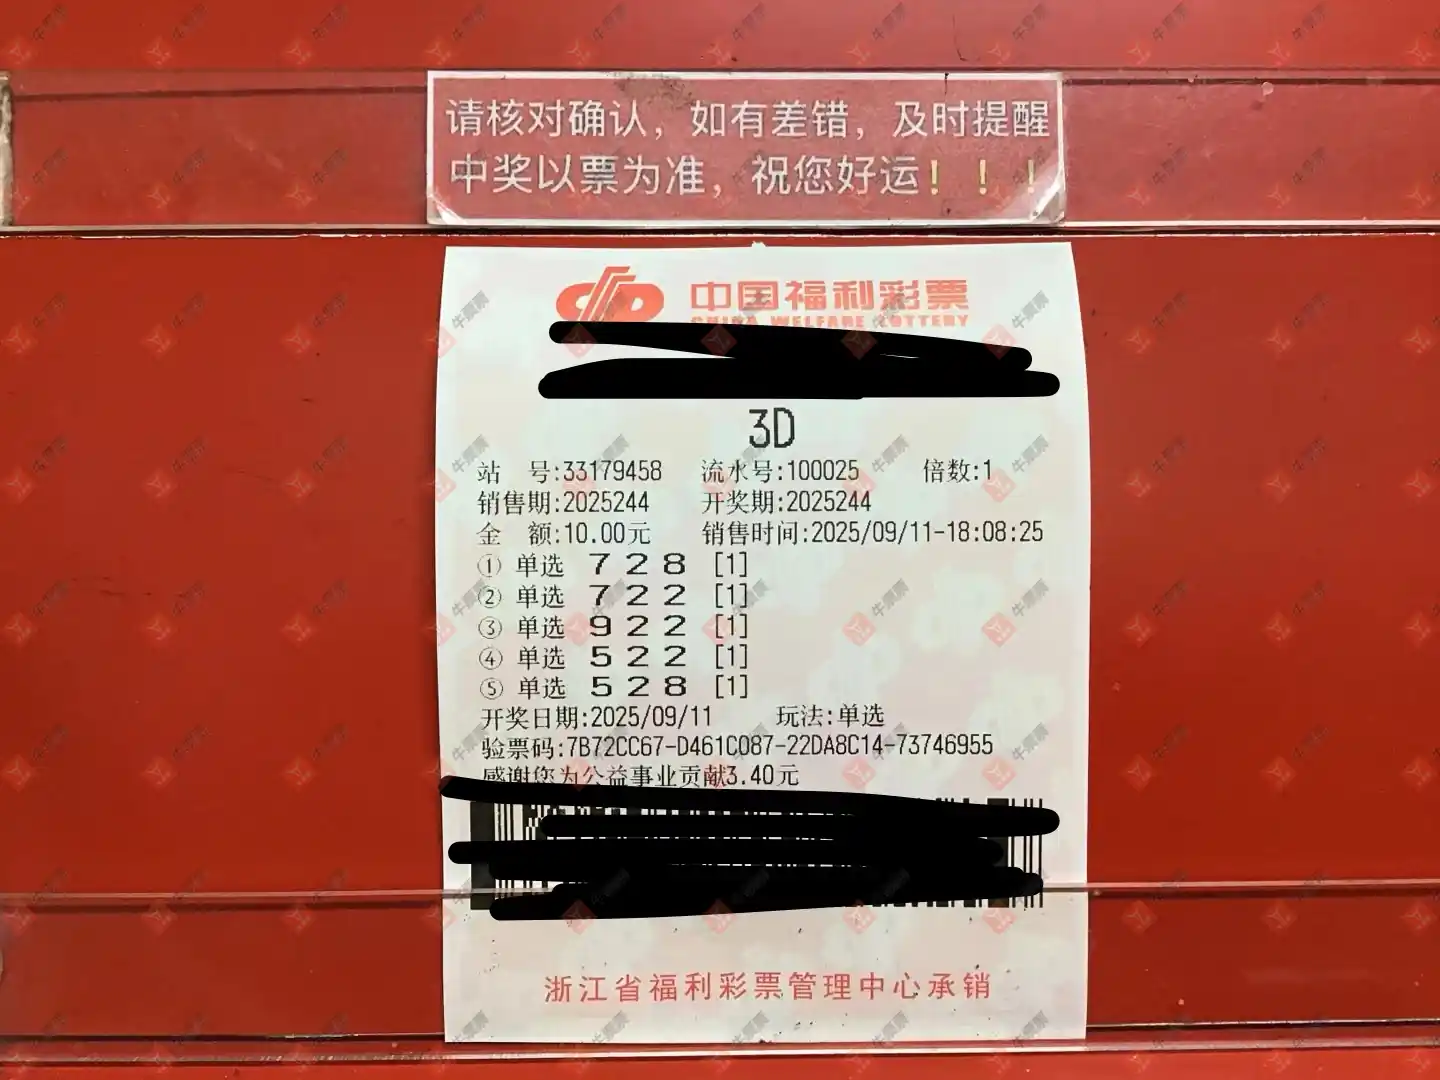 请核对确认，如有差错，及时提醒
中奖以票为准，祝您好运！！！
中国福利彩票
CHINA WELFARE LOTTERY
3D
站 号:33179458 流水号:100025 倍数:1
销售期:2025244 开奖期:2025244
金 额:10.00元 销售时间:2025/09/11-18:08:25
① 单选 7 2 8 [1]
② 单选 7 2 2 [1]
③ 单选 9 2 2 [1]
④ 单选 5 2 2 [1]
⑤ 单选 5 2 8 [1]
开奖日期:2025/09/11 玩法:单选
验票码:7B72CC67-D461C087-22DA8C14-73746955
感谢您为公益事业贡献3.40元
浙江省福利彩票管理中心承销
牛票票